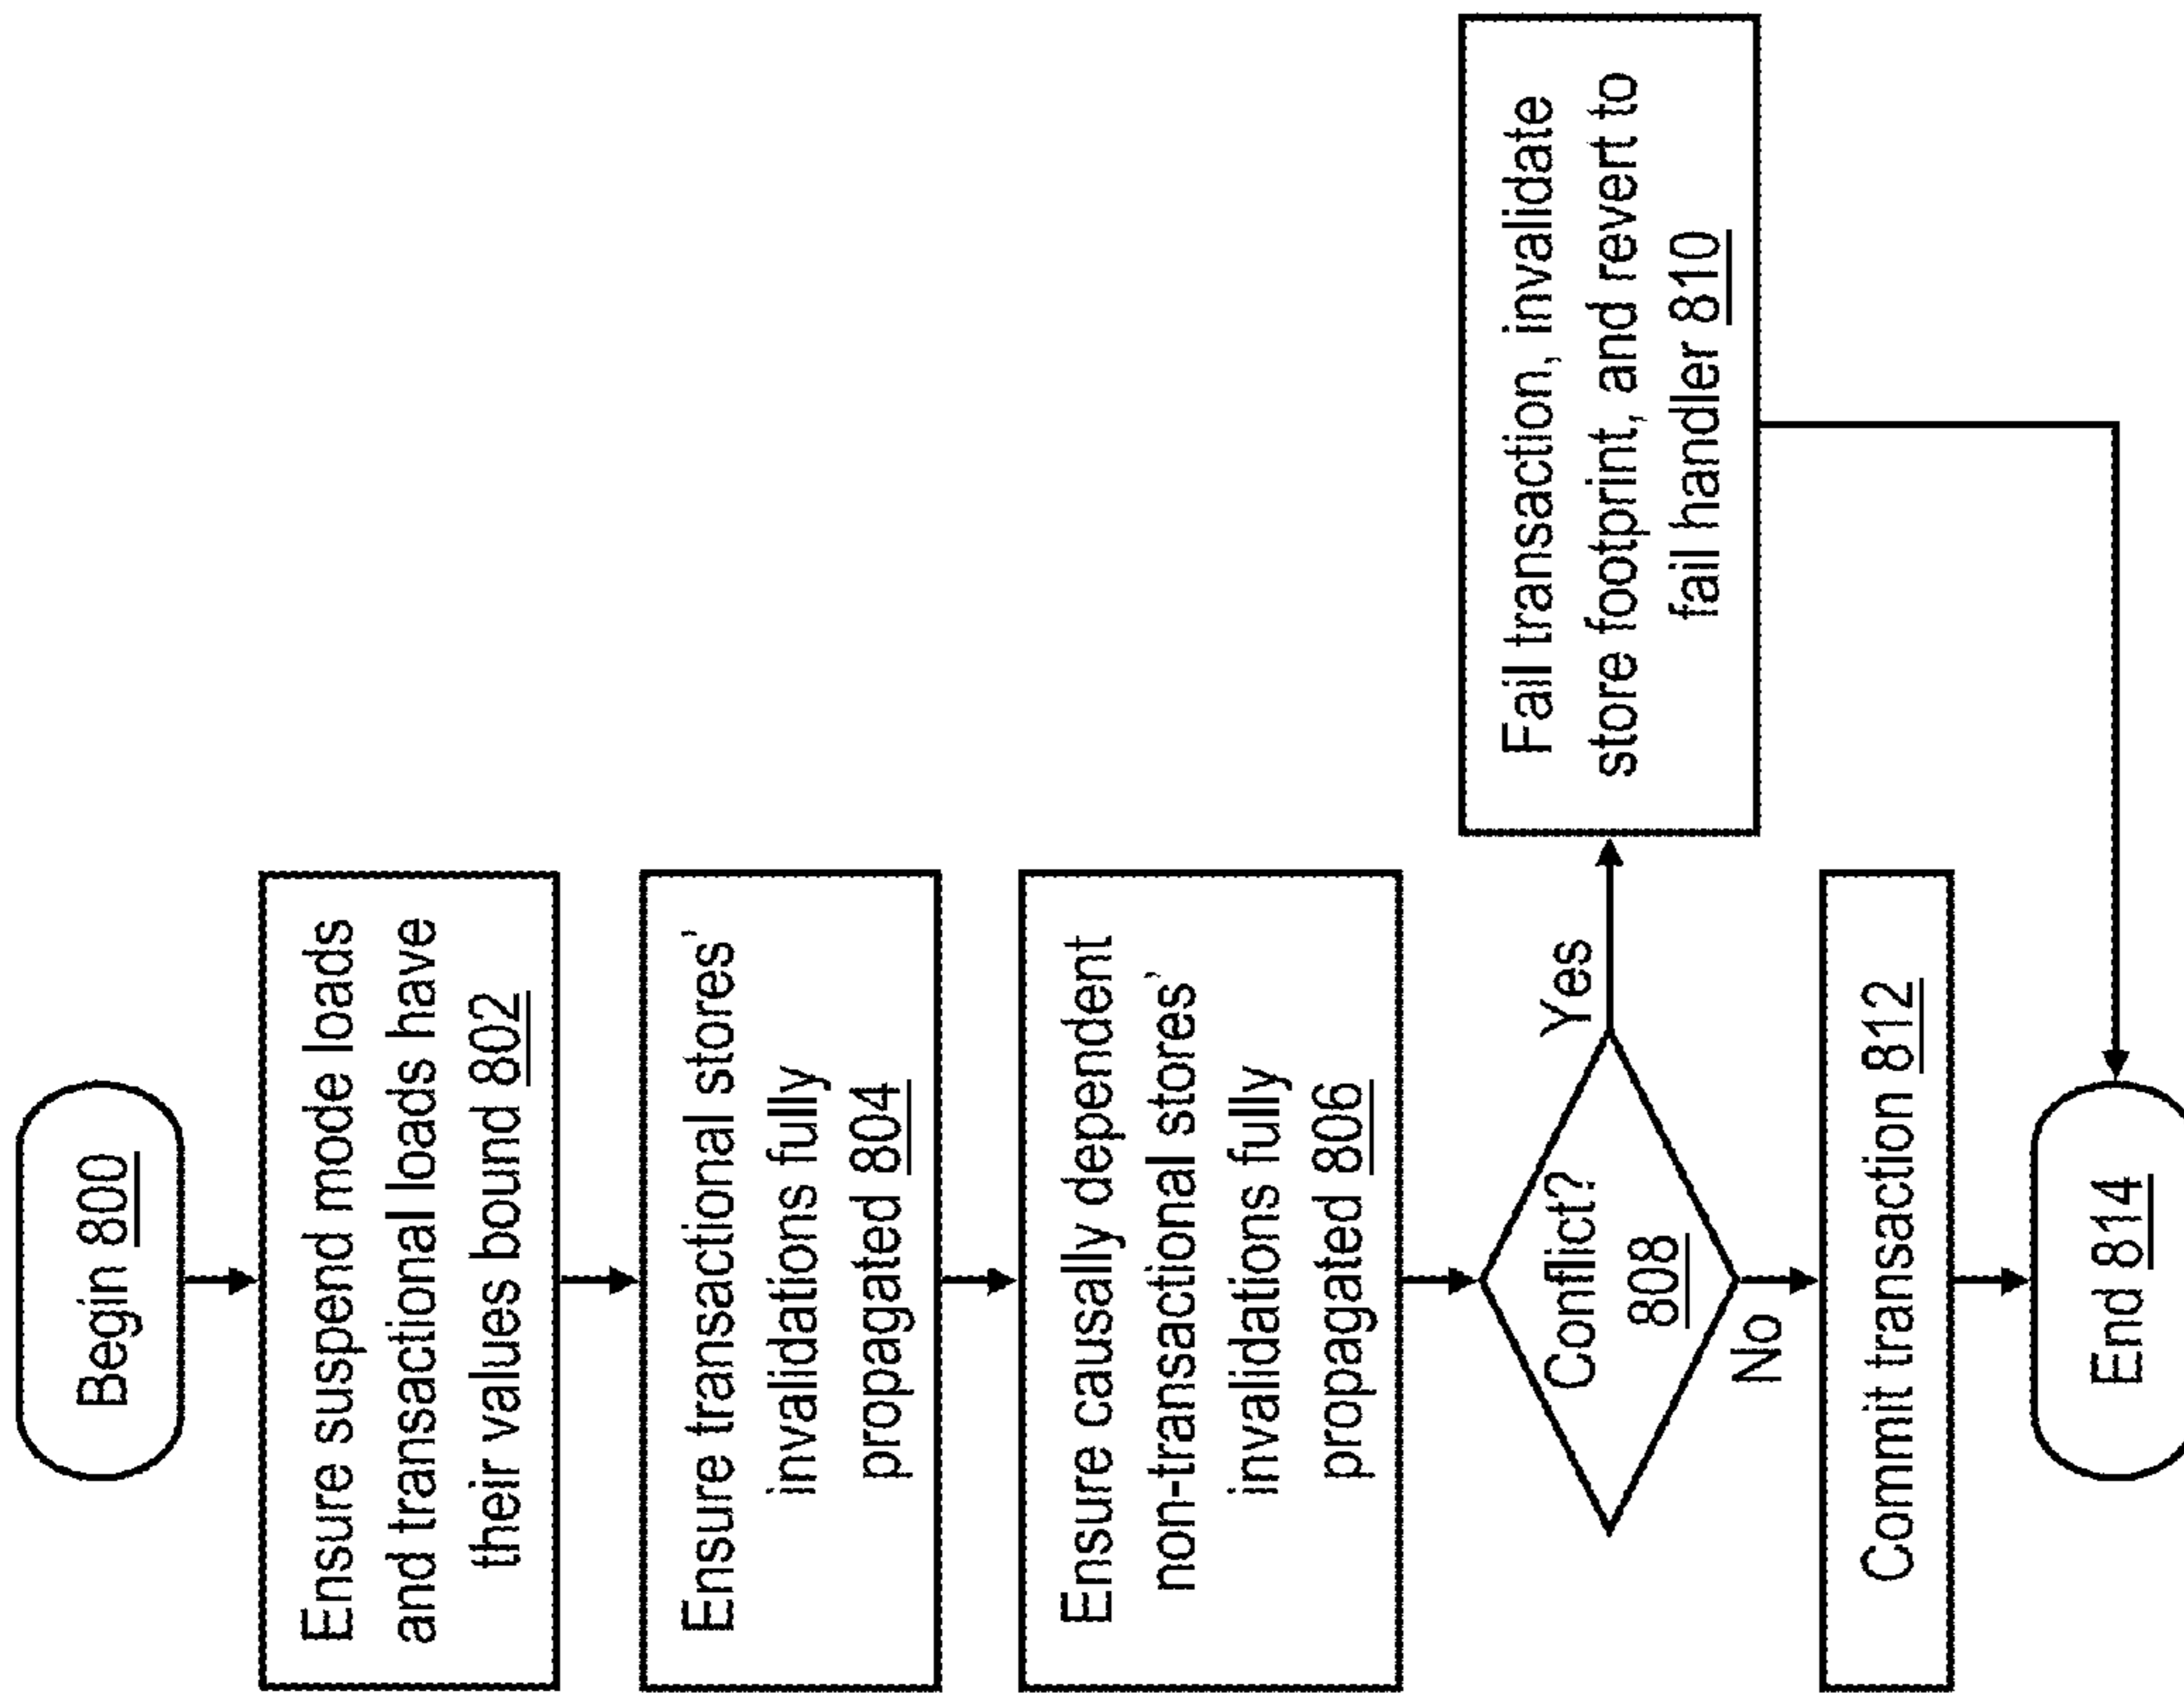 Begin 800
Ensure suspend mode loads
and transactional loads have
their values bound 802
Ensure transactional stores'
invalidations fully
propagated 804
Ensure causally dependent
non-transactional stores'
invalidations fully
propagated 806
Conflict?
808
Yes
Fail transaction, invalidate
store footprint, and revert to
fail handler 810
No
Commit transaction 812
End 814